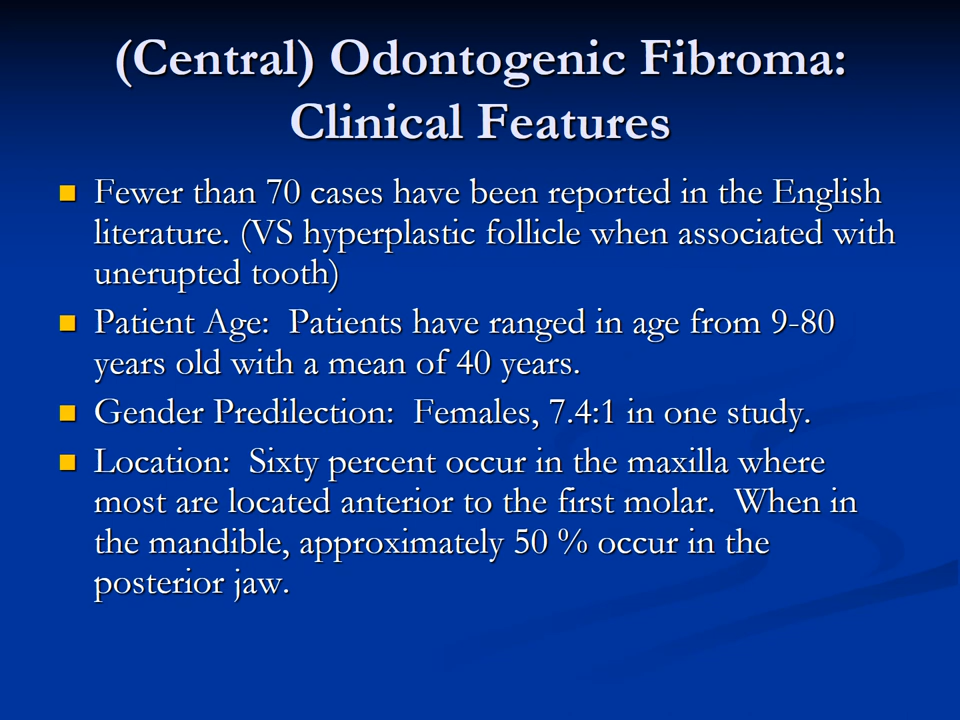 (Central) Odontogenic Fibroma:
Clinical Features
Fewer than 70 cases have been reported in the English
literature. (VS hyperplastic follicle when associated with
unerupted tooth)
Patient Age:  Patients have ranged in age from 9-80
years old with a mean of 40 years.
Gender Predilection:  Females, 7.4:1 in one study.
Location:  Sixty percent occur in the maxilla where
most are located anterior to the first molar.  When in
the mandible, approximately 50 % occur in the
posterior jaw.